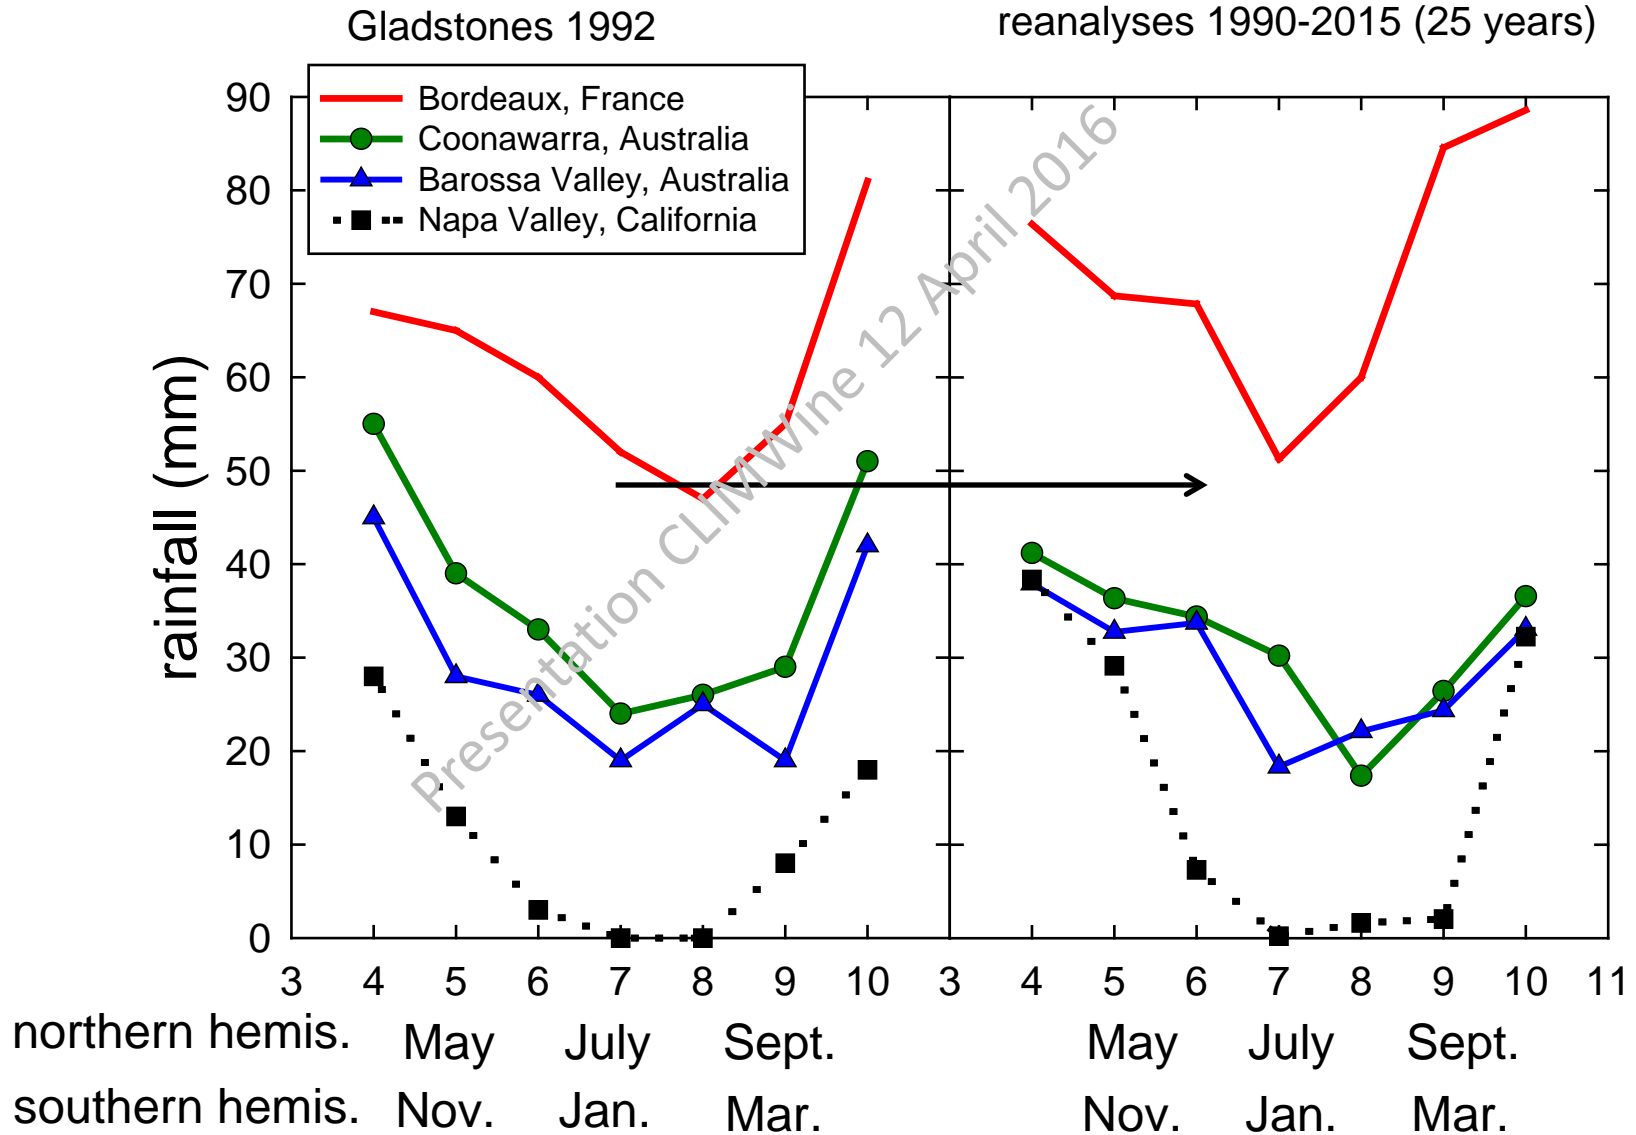 Gladstones 1992
reanalyses 1990-2015 (25 years)
Bordeaux, France
Coonawarra, Australia
Barossa Valley, Australia
Napa Valley, California
90
80
70
60
50
40
30
20
10
0
rainfall (mm)
Presentation CLIMWine 12 April 2016
3 4 5 6 7 8 9 10 3 4 5 6 7 8 9 10 11
northern hemis. May July Sept. May July Sept.
southern hemis. Nov. Jan. Mar. Nov. Jan. Mar.